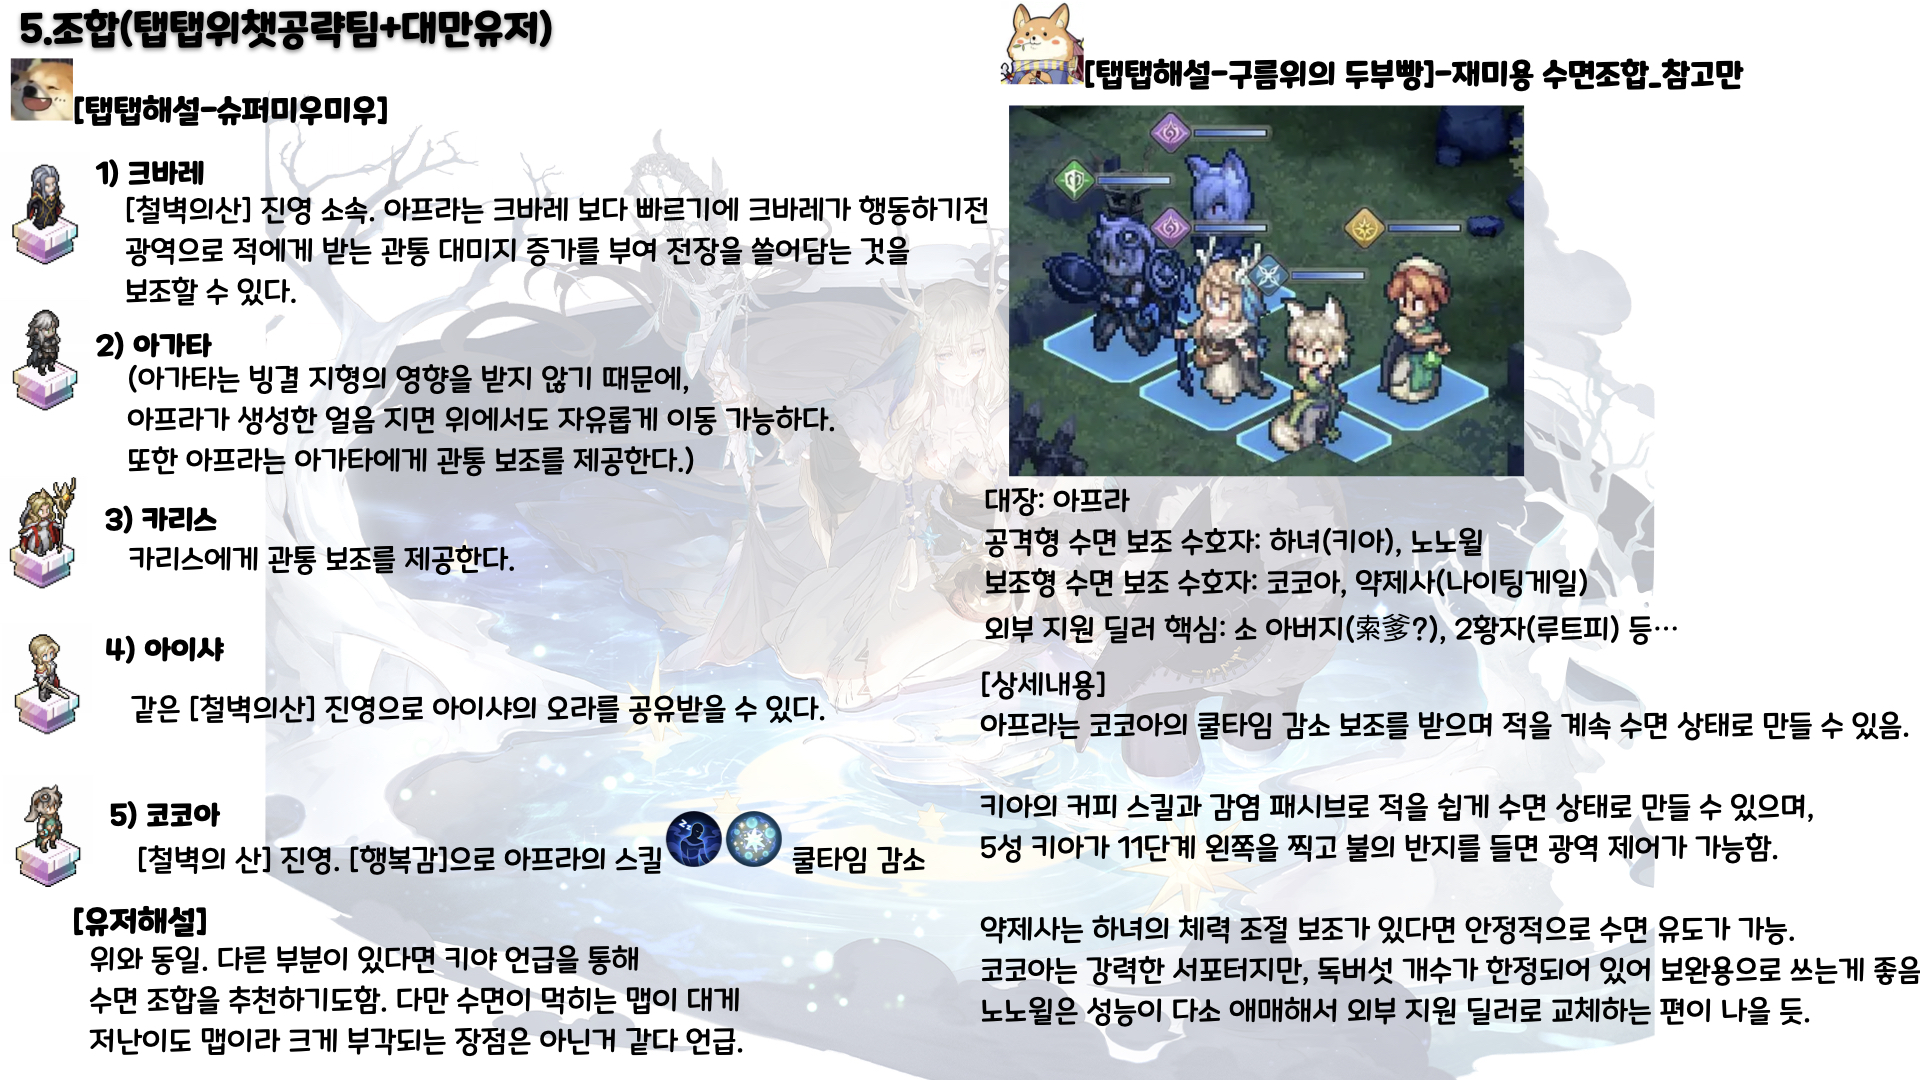 5.조합(탭탭위챗공략팀+대만유저)
[탭탭해설-슈퍼미우미우]
1) 크바레
[철벽의산] 진영 소속. 아프라는 크바레 보다 빠르기에 크바레가 행동하기전
광역으로 적에게 받는 관통 대미지 증가를 부여 전장을 쓸어담는 것을
보조할 수 있다.
2) 아가타
(아가타는 빙결 지형의 영향을 받지 않기 때문에,
아프라가 생성한 얼음 지면 위에서도 자유롭게 이동 가능하다.
또한 아프라는 아가타에게 관통 보조를 제공한다.)
3) 카리스
카리스에게 관통 보조를 제공한다.
4) 아이샤
같은 [철벽의산] 진영으로 아이샤의 오라를 공유받을 수 있다.
5) 코코아
[철벽의 산] 진영. [행복감]으로 아프라의 스킬 쿨타임 감소
[유저해설]
위와 동일. 다른 부분이 있다면 키야 언급을 통해
수면 조합을 추천하기도함. 다만 수면이 먹히는 맵이 대게
저난이도 맵이라 크게 부각되는 장점은 아닌거 같다 언급.
[탭탭해설-구름위의 두부빵]-재미용 수면조합_참고만
대장: 아프라
공격형 수면 보조 수호자: 하녀(키아), 노노윌
보조형 수면 보조 수호자: 코코아, 약제사(나이팅게일)
외부 지원 딜러 핵심: 소 아버지(索爹?), 2황자(루트피) 등…
[상세내용]
아프라는 코코아의 쿨타임 감소 보조를 받으며 적을 계속 수면 상태로 만들 수 있음.
키아의 커피 스킬과 감염 패시브로 적을 쉽게 수면 상태로 만들 수 있으며,
5성 키아가 11단계 왼쪽을 찍고 불의 반지를 들면 광역 제어가 가능함.
약제사는 하녀의 체력 조절 보조가 있다면 안정적으로 수면 유도가 가능.
코코아는 강력한 서포터지만, 독버섯 개수가 한정되어 있어 보완용으로 쓰는게 좋음
노노윌은 성능이 다소 애매해서 외부 지원 딜러로 교체하는 편이 나을 듯.